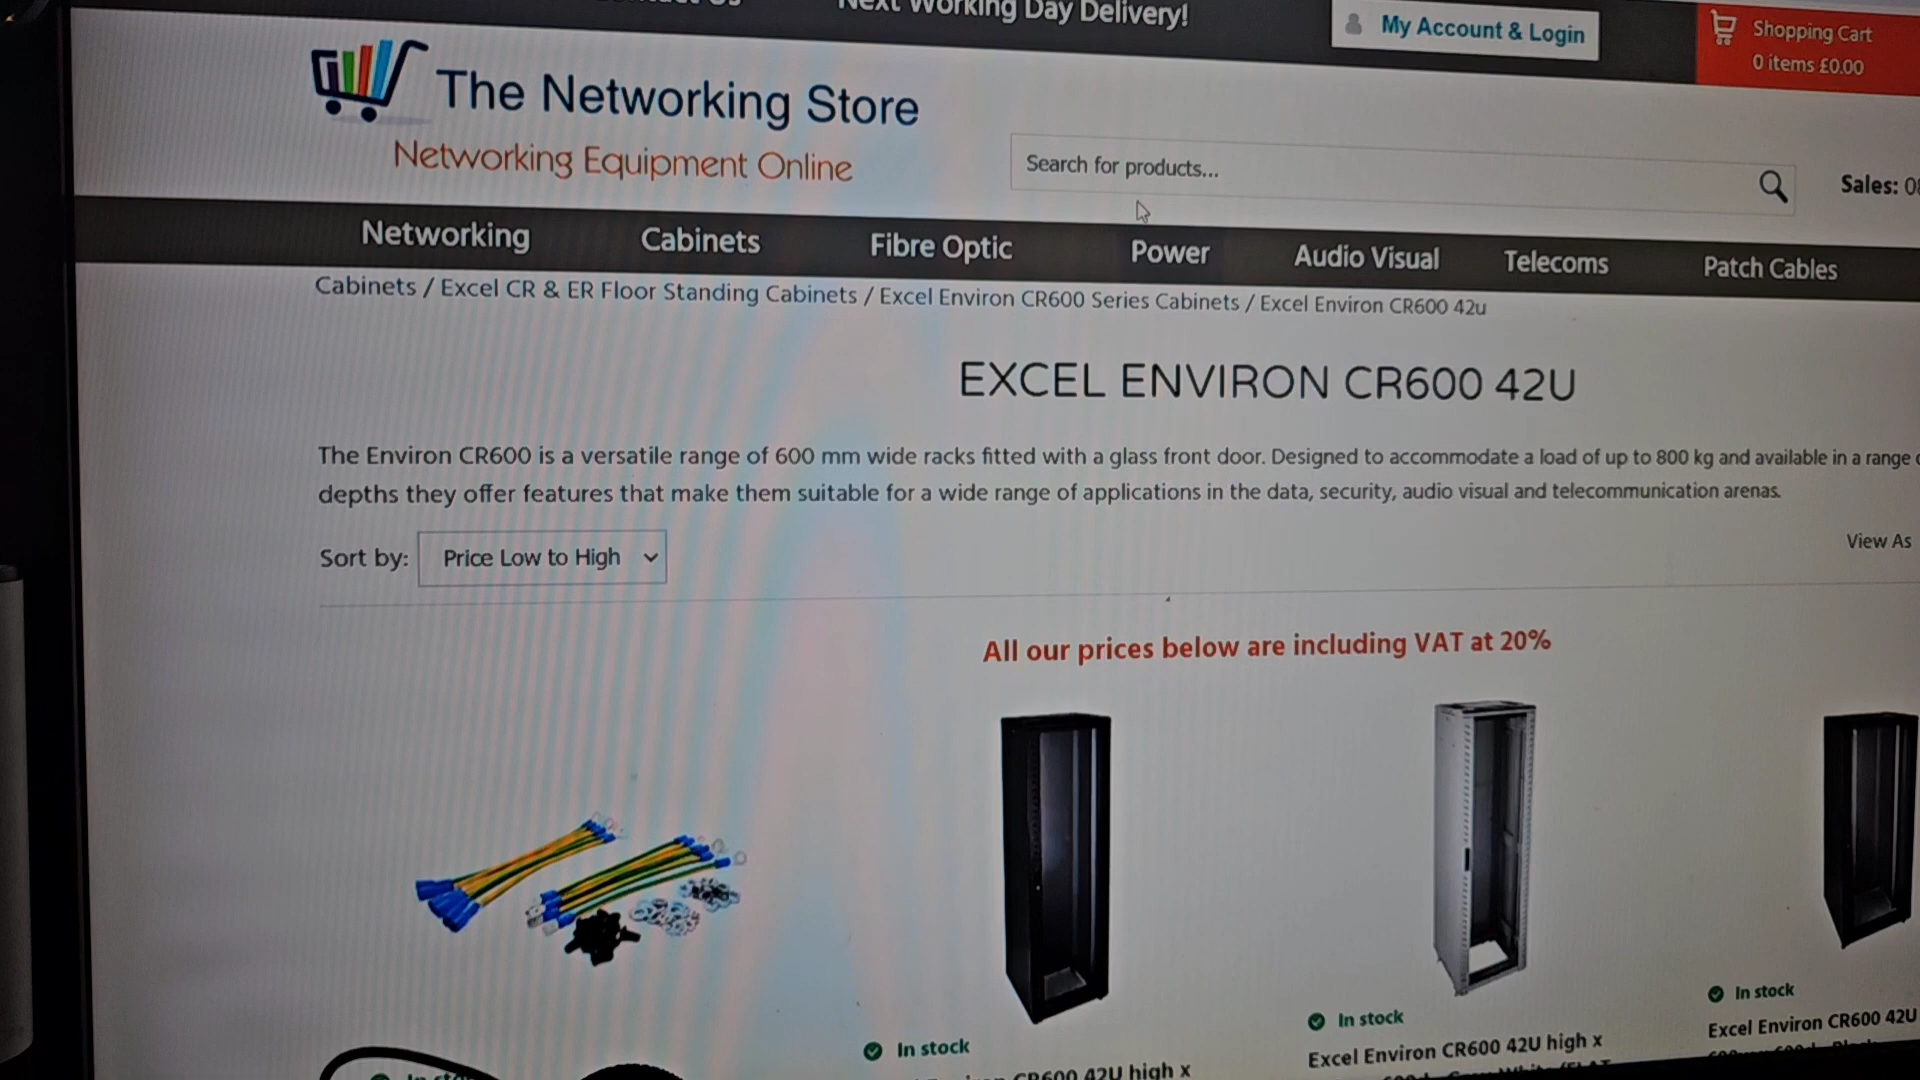 Next Working Day Delivery!
My Account & Login
Shopping Cart
0 items £0.00
The Networking Store
Networking Equipment Online
Search for products...
Sales:
Networking Cabinets Fibre Optic Power Audio Visual Telecoms Patch Cables
Cabinets / Excel CR & ER Floor Standing Cabinets / Excel Environ CR600 Series Cabinets / Excel Environ CR600 42u
EXCEL ENVIRON CR600 42U
The Environ CR600 is a versatile range of 600 mm wide racks fitted with a glass front door. Designed to accommodate a load of up to 800 kg and available in a range
depths they offer features that make them suitable for a wide range of applications in the data, security, audio visual and telecommunication arenas.
View As
Sort by: Price Low to High
All our prices below are including VAT at 20%
In stock
CR600 42U high x
In stock
Excel Environ CR600 42U high x
In stock
Excel Environ CR600 42U